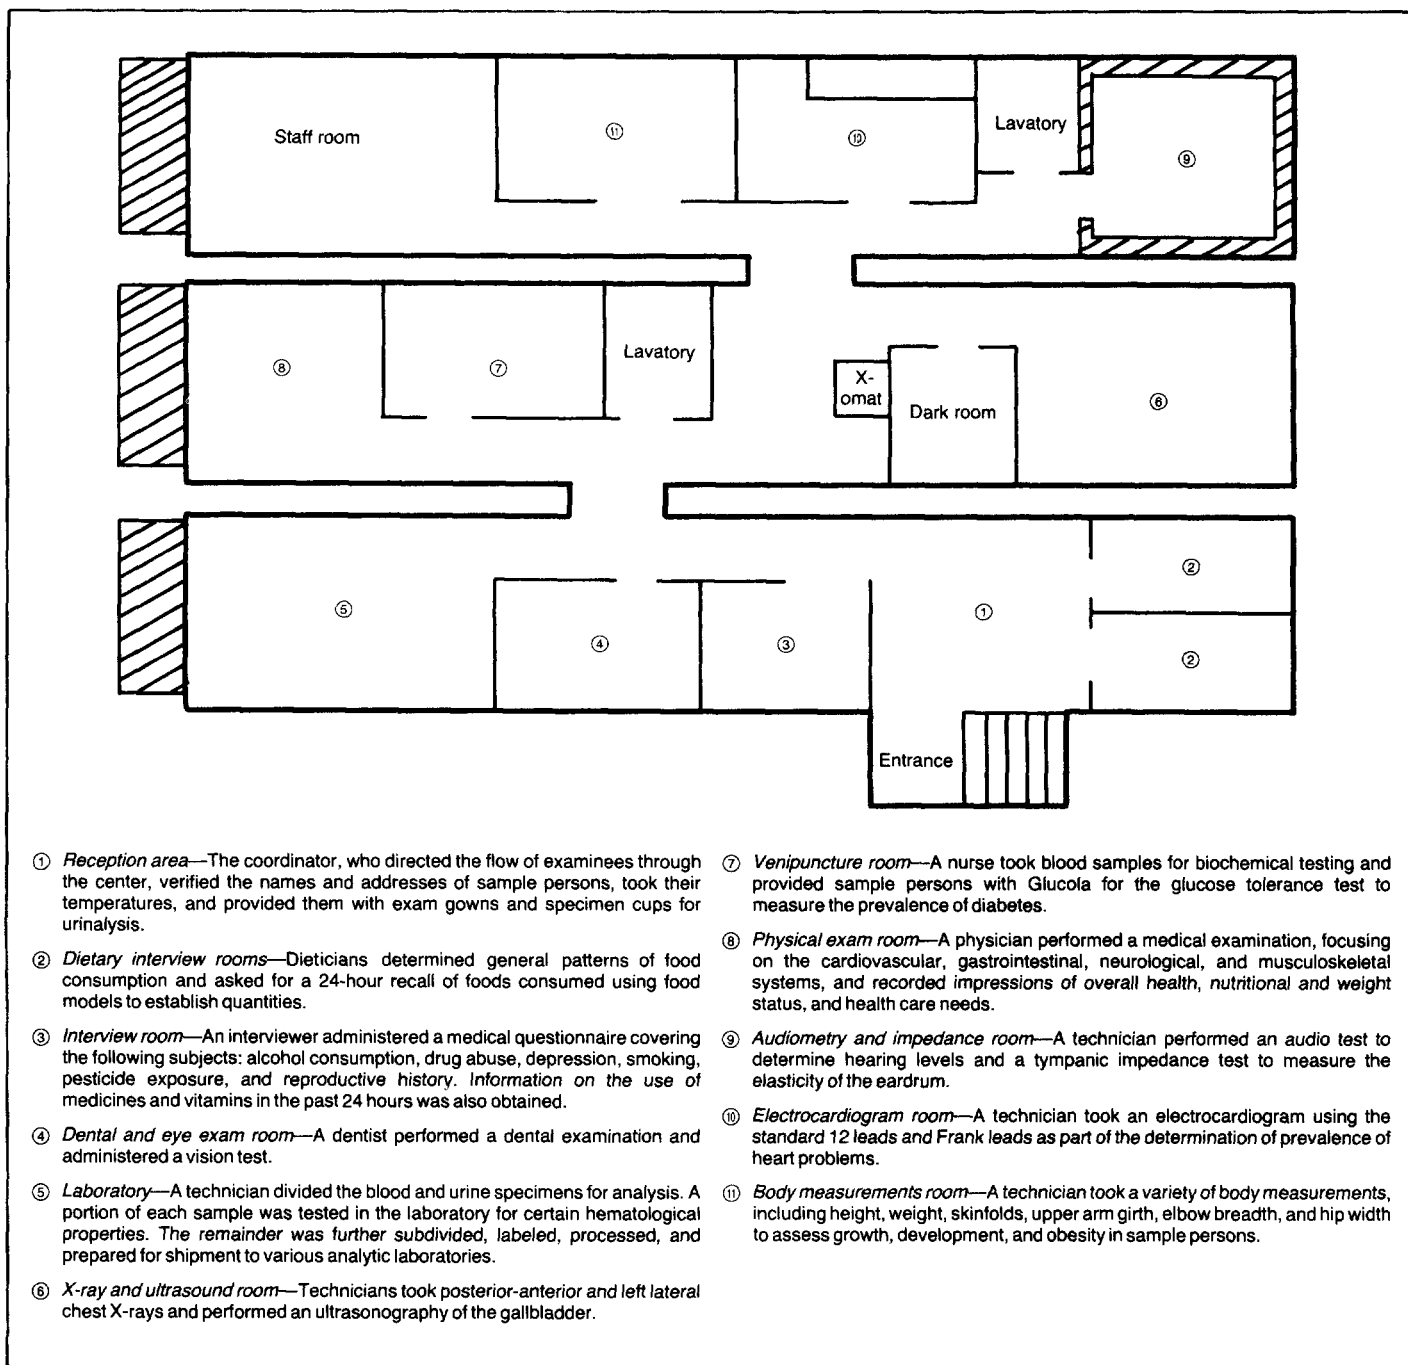 Staff room
⑪
⑩
Lavatory
⑨
⑧
⑦
Lavatory
X-
omat
Dark room
⑥
⑤
④
③
①
②
②
Entrance
① Reception area—The coordinator, who directed the flow of examinees through
the center, verified the names and addresses of sample persons, took their
temperatures, and provided them with exam gowns and specimen cups for
urinalysis.
② Dietary interview rooms—Dieticians determined general patterns of food
consumption and asked for a 24-hour recall of foods consumed using food
models to establish quantities.
③ Interview room—An interviewer administered a medical questionnaire covering
the following subjects: alcohol consumption, drug abuse, depression, smoking,
pesticide exposure, and reproductive history. Information on the use of
medicines and vitamins in the past 24 hours was also obtained.
④ Dental and eye exam room—A dentist performed a dental examination and
administered a vision test.
⑤ Laboratory—A technician divided the blood and urine specimens for analysis. A
portion of each sample was tested in the laboratory for certain hematological
properties. The remainder was further subdivided, labeled, processed, and
prepared for shipment to various analytic laboratories.
⑥ X-ray and ultrasound room—Technicians took posterior-anterior and left lateral
chest X-rays and performed an ultrasonography of the gallbladder.
⑦ Venipuncture room—A nurse took blood samples for biochemical testing and
provided sample persons with Glucola for the glucose tolerance test to
measure the prevalence of diabetes.
⑧ Physical exam room—A physician performed a medical examination, focusing
on the cardiovascular, gastrointestinal, neurological, and musculoskeletal
systems, and recorded impressions of overall health, nutritional and weight
status, and health care needs.
⑨ Audiometry and impedance room—A technician performed an audio test to
determine hearing levels and a tympanic impedance test to measure the
elasticity of the eardrum.
⑩ Electrocardiogram room—A technician took an electrocardiogram using the
standard 12 leads and Frank leads as part of the determination of prevalence of
heart problems.
⑪ Body measurements room—A technician took a variety of body measurements,
including height, weight, skinfolds, upper arm girth, elbow breadth, and hip width
to assess growth, development, and obesity in sample persons.